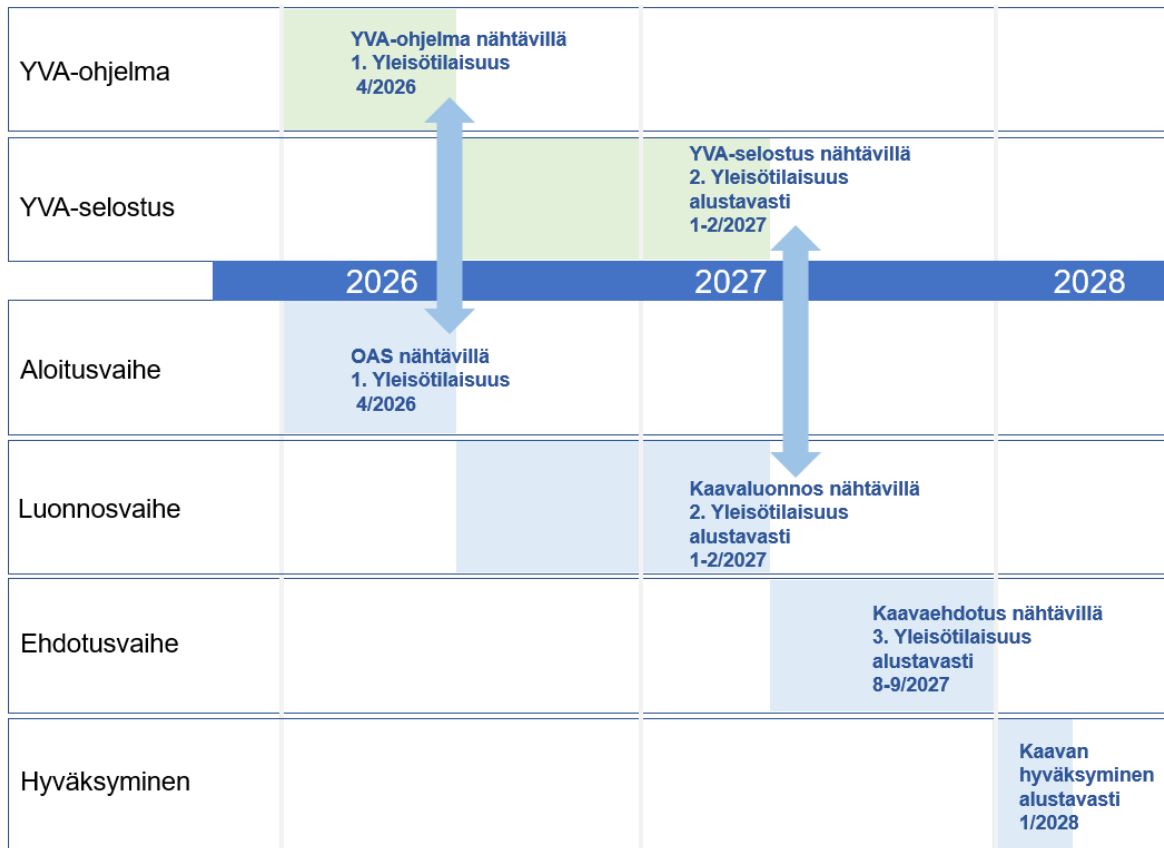 YVA-ohjelma
YVA-ohjelma nähtävillä
1. Yleisötilaisuus
4/2026
YVA-selostus
YVA-selostus nähtävillä
2. Yleisötilaisuus
alustavasti
1-2/2027
2026
2027
2028
Aloitusvaihe
OAS nähtävillä
1. Yleisötilaisuus
4/2026
Luonnosvaihe
Kaavaluonnos nähtävillä
2. Yleisötilaisuus
alustavasti
1-2/2027
Ehdotusvaihe
Kaavaehdotus nähtävillä
3. Yleisötilaisuus
alustavasti
8-9/2027
Hyväksyminen
Kaavan
hyväksyminen
alustavasti
1/2028